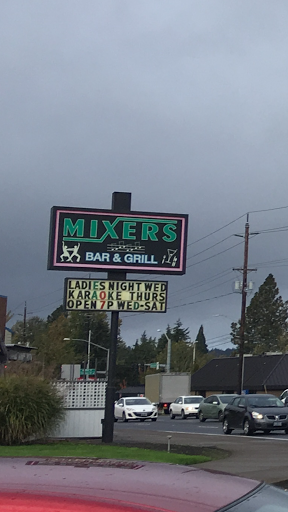 MIXERS
BAR & GRILL
LADIES NIGHT WED
KARAOKE THURS
OPEN 7P WED-SAT